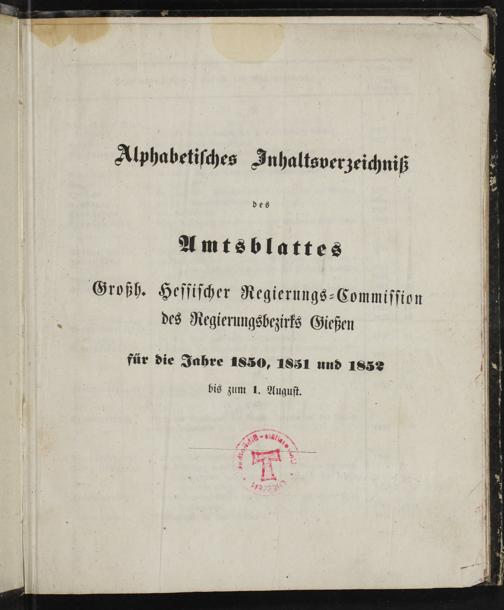 Alphabetisches Inhaltsverzeichniß
des
Amtsblattes
Großh. Hessischer Regierungs-Commission
des Regierungsbezirks Gießen
für die Jahre 1850, 1851 und 1852
bis zum 1. August.